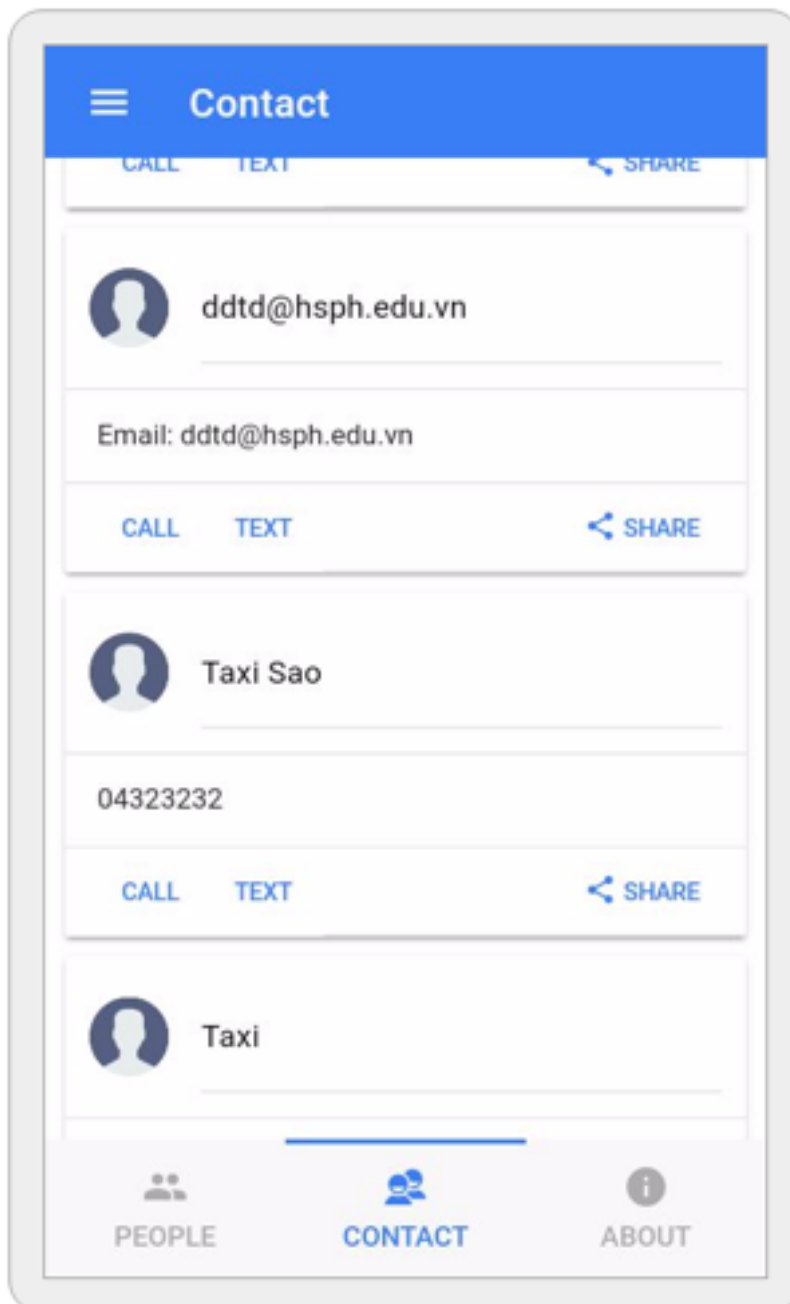 Contact
CALL TEXT SHARE
ddtd@hsph.edu.vn
Email: ddtd@hsph.edu.vn
CALL TEXT SHARE
Taxi Sao
04323232
CALL TEXT SHARE
Taxi
PEOPLE CONTACT ABOUT